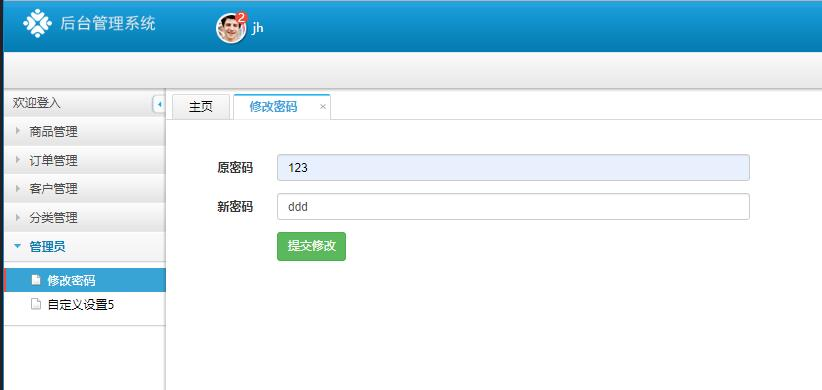 后台管理系统
2
jh
欢迎登入
商品管理
订单管理
客户管理
分类管理
管理员
修改密码
自定义设置5
主页
修改密码 ×
原密码 123
新密码 ddd
提交修改